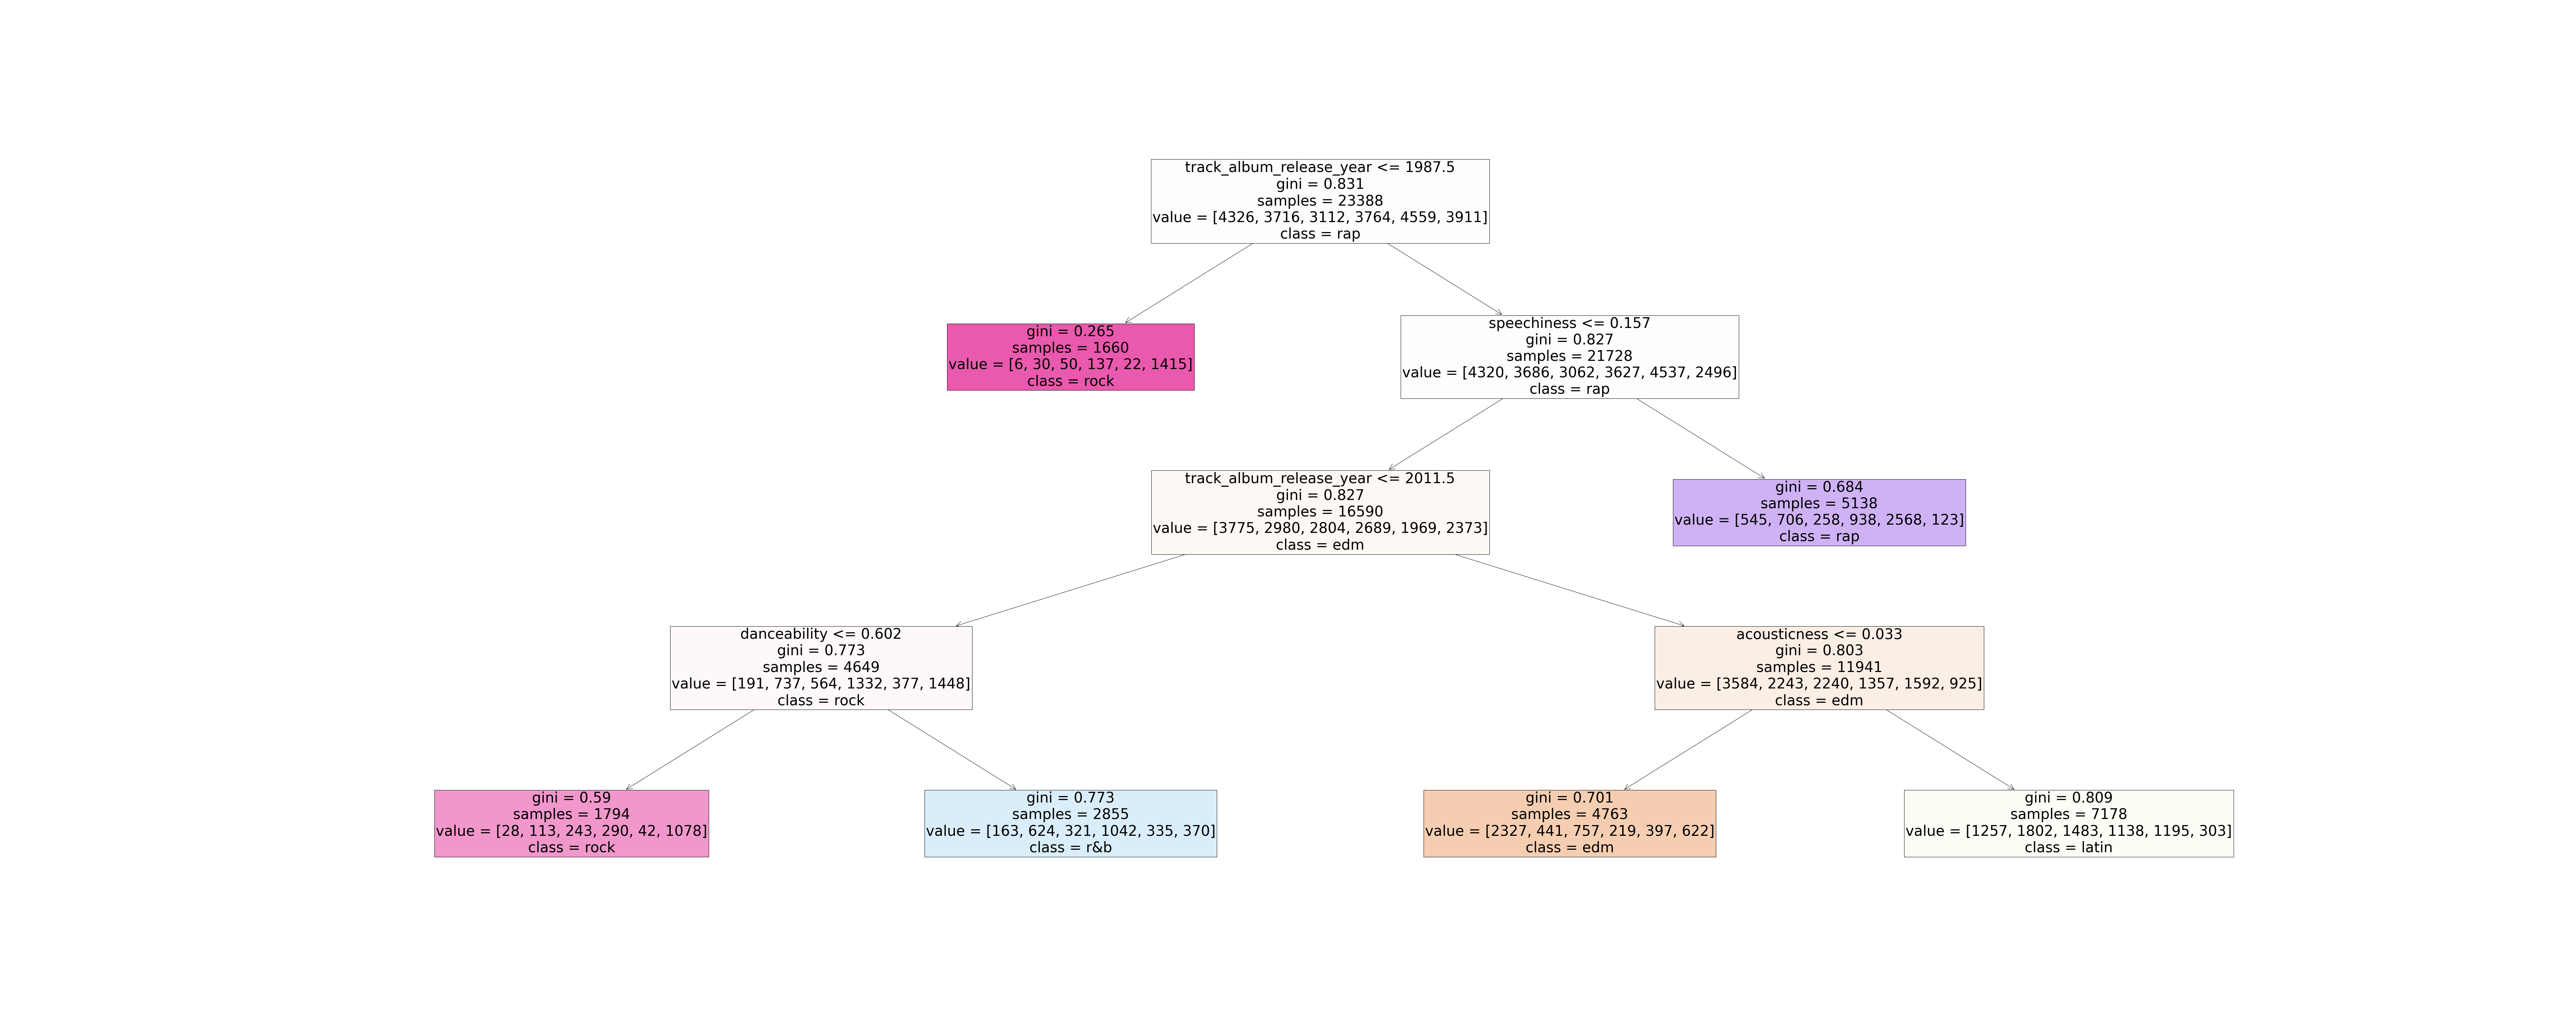 track_album_release_year <= 1987.5
gini = 0.831
samples = 23388
value = [4326, 3716, 3112, 3764, 4559, 3911]
class = rap
gini = 0.265
samples = 1660
value = [6, 30, 50, 137, 22, 1415]
class = rock
speechiness <= 0.157
gini = 0.827
samples = 21728
value = [4320, 3686, 3062, 3627, 4537, 2496]
class = rap
track_album_release_year <= 2011.5
gini = 0.827
samples = 16590
value = [3775, 2980, 2804, 2689, 1969, 2373]
class = edm
gini = 0.684
samples = 5138
value = [545, 706, 258, 938, 2568, 123]
class = rap
danceability <= 0.602
gini = 0.773
samples = 4649
value = [191, 737, 564, 1332, 377, 1448]
class = rock
acousticness <= 0.033
gini = 0.803
samples = 11941
value = [3584, 2243, 2240, 1357, 1592, 925]
class = edm
gini = 0.59
samples = 1794
value = [28, 113, 243, 290, 42, 1078]
class = rock
gini = 0.773
samples = 2855
value = [163, 624, 321, 1042, 335, 370]
class = r&b
gini = 0.701
samples = 4763
value = [2327, 441, 757, 219, 397, 622]
class = edm
gini = 0.809
samples = 7178
value = [1257, 1802, 1483, 1138, 1195, 303]
class = latin